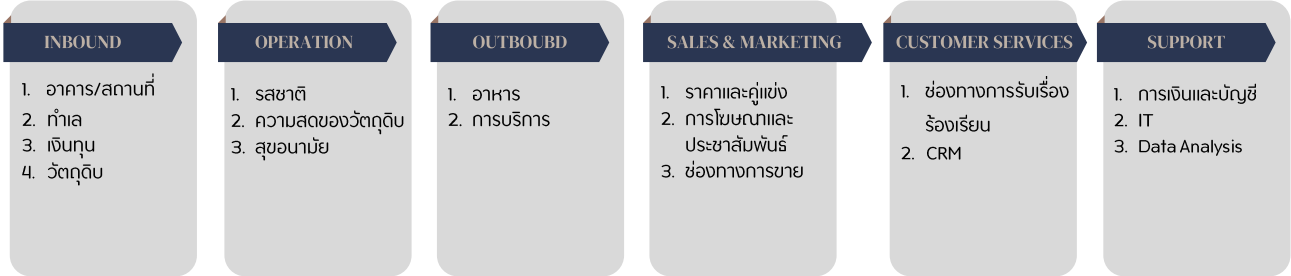 INBOUND
1. อาคาร/สถานที่
2. ทำเล
3. เงินทุน
4. วัตถุดิบ
OPERATION
1. รสชาติ
2. ความสดของวัตถุดิบ
3. สุขอนามัย
OUTBOUBD
1. อาหาร
2. การบริการ
SALES & MARKETING
1. ราคาและคู่แข่ง
2. การโฆษณาและ
ประชาสัมพันธ์
3. ช่องทางการขาย
CUSTOMER SERVICES
1. ช่องทางการรับเรื่อง
ร้องเรียน
2. CRM
SUPPORT
1. การเงินและบัญชี
2. IT
3. Data Analysis